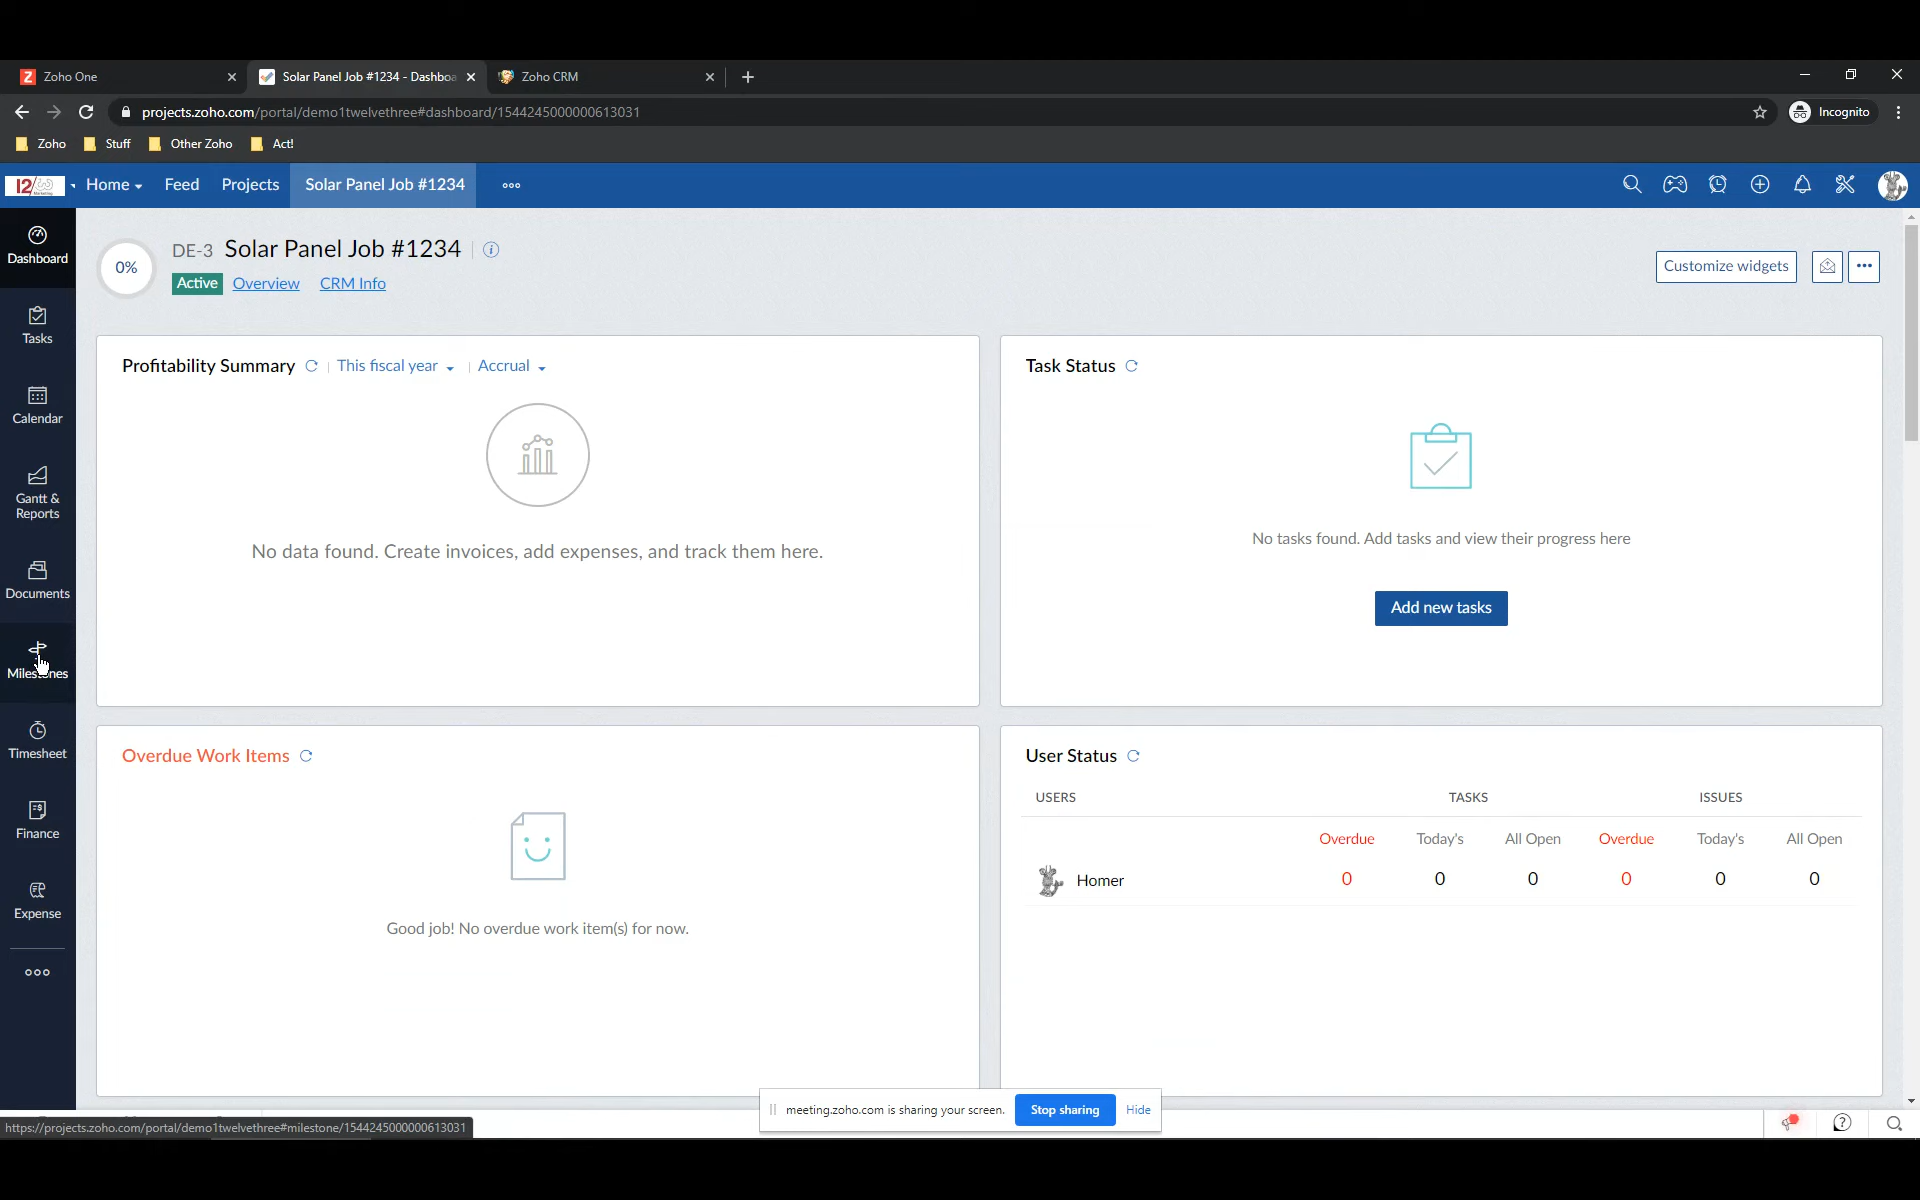 Zoho One
Solar Panel Job #1234 - Dashboa
Zoho CRM
projects.zoho.com/portal/demo1twelvethree#dashboard/1544245000000613031
Incognito
Zoho
Stuff
Other Zoho
Act!
12/3
Marketing
Home
Feed
Projects
Solar Panel Job #1234
Dashboard
Tasks
Calendar
Gantt &
Reports
Documents
Milestones
Timesheet
Finance
Expense
0%
DE-3 Solar Panel Job #1234
Active
Overview
CRM Info
Customize widgets
Profitability Summary
This fiscal year
Accrual
No data found. Create invoices, add expenses, and track them here.
Task Status
No tasks found. Add tasks and view their progress here
Add new tasks
Overdue Work Items
Good job! No overdue work item(s) for now.
User Status
USERS TASKS ISSUES
Overdue Today's All Open Overdue Today's All Open
Homer 0 0 0 0 0 0
meeting.zoho.com is sharing your screen.
Stop sharing
Hide
https://projects.zoho.com/portal/demo1twelvethree#milestone/1544245000000613031